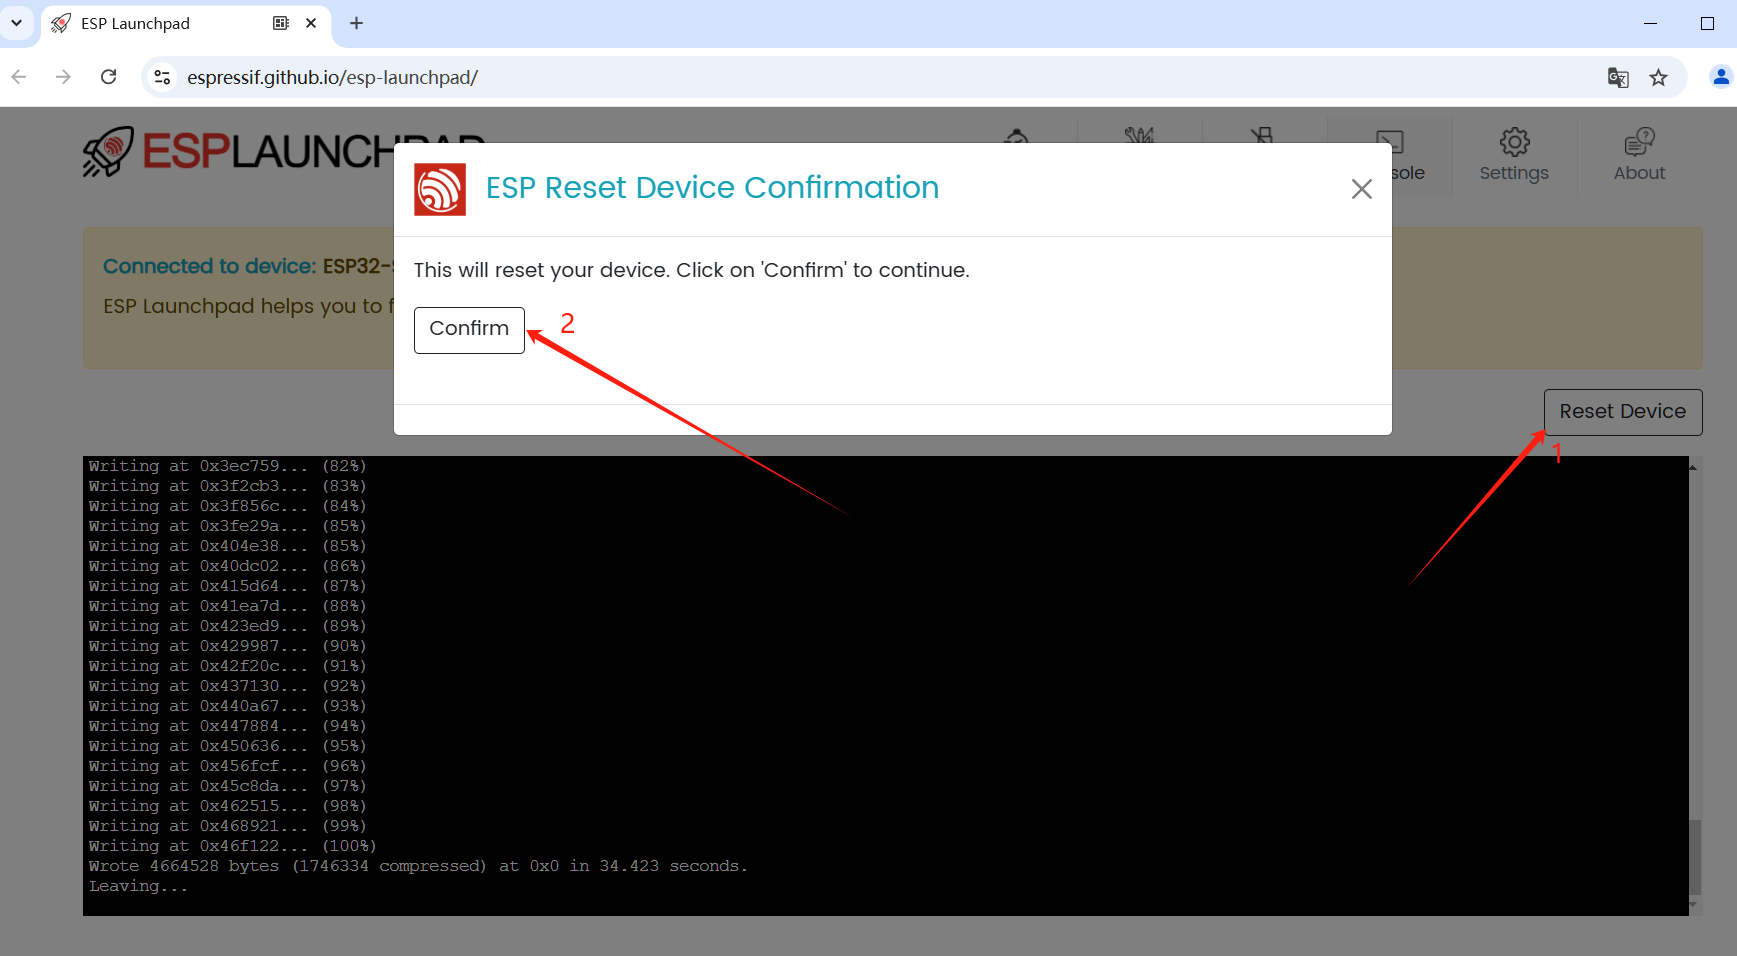 ESP Launchpad
espressif.github.io/esp-launchpad/
ESPLAUNCHPAD
Settings
About
ESP Reset Device Confirmation
This will reset your device. Click on 'Confirm' to continue.
Confirm
2
Connected to device: ESP32-
ESP Launchpad helps you to f
Reset Device
1
Writing at 0x3ec759... (82%)
Writing at 0x3f2cb3... (83%)
Writing at 0x3f856c... (84%)
Writing at 0x3fe29a... (85%)
Writing at 0x404e38... (85%)
Writing at 0x40dc02... (86%)
Writing at 0x415d64... (87%)
Writing at 0x41ea7d... (88%)
Writing at 0x423ed9... (89%)
Writing at 0x429987... (90%)
Writing at 0x42f20c... (91%)
Writing at 0x437130... (92%)
Writing at 0x440a67... (93%)
Writing at 0x447884... (94%)
Writing at 0x450636... (95%)
Writing at 0x456fcf... (96%)
Writing at 0x45c8da... (97%)
Writing at 0x462515... (98%)
Writing at 0x468921... (99%)
Writing at 0x46f122... (100%)
Wrote 4664528 bytes (1746334 compressed) at 0x0 in 34.423 seconds.
Leaving...